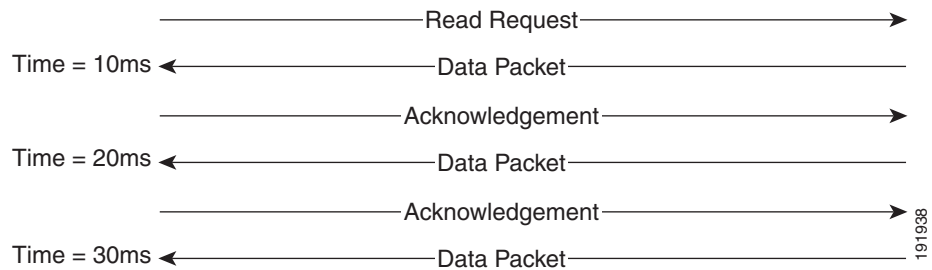 Read Request
Time = 10ms Data Packet
Acknowledgement
Time = 20ms Data Packet
Acknowledgement
Time = 30ms Data Packet
191938